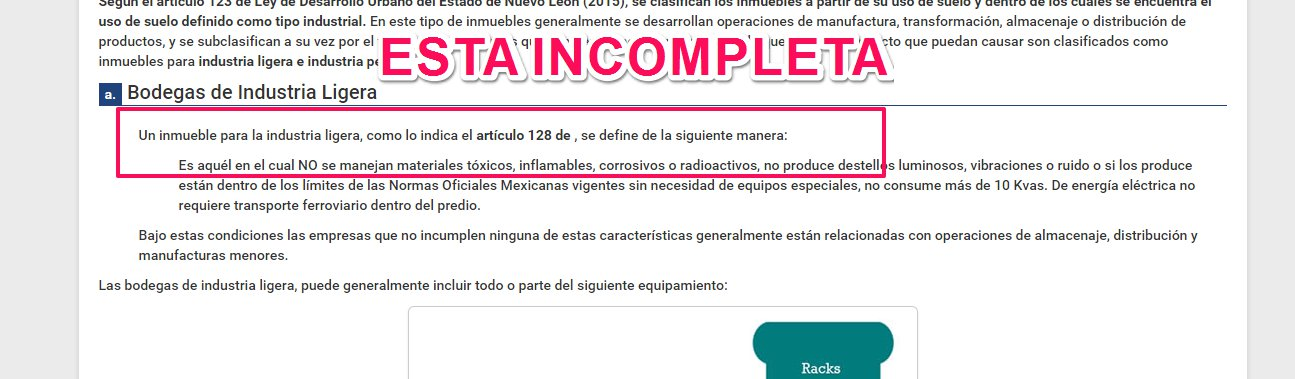 Según el artículo 123 de Ley de Desarrollo Urbano del Estado de Nuevo León (2015), se clasifican los inmuebles a partir de su uso de suelo y dentro de los cuales se encuentra el
uso de suelo definido como tipo industrial. En este tipo de inmuebles generalmente se desarrollan operaciones de manufactura, transformación, almacenaje o distribución de
productos, y se subclasifican a su vez por el que puedan causar son clasificados como
inmuebles para industria ligera e industria
ESTA INCOMPLETA
a. Bodegas de Industria Ligera
Un inmueble para la industria ligera, como lo indica el artículo 128 de , se define de la siguiente manera:
Es aquél en el cual NO se manejan materiales tóxicos, inflamables, corrosivos o radioactivos, no produce destellos luminosos, vibraciones o ruido o si los produce
están dentro de los límites de las Normas Oficiales Mexicanas vigentes sin necesidad de equipos especiales, no consume más de 10 Kvas. De energía eléctrica no
requiere transporte ferroviario dentro del predio.
Bajo estas condiciones las empresas que no incumplen ninguna de estas características generalmente están relacionadas con operaciones de almacenaje, distribución y
manufacturas menores.
Las bodegas de industria ligera, puede generalmente incluir todo o parte del siguiente equipamiento:
Racks